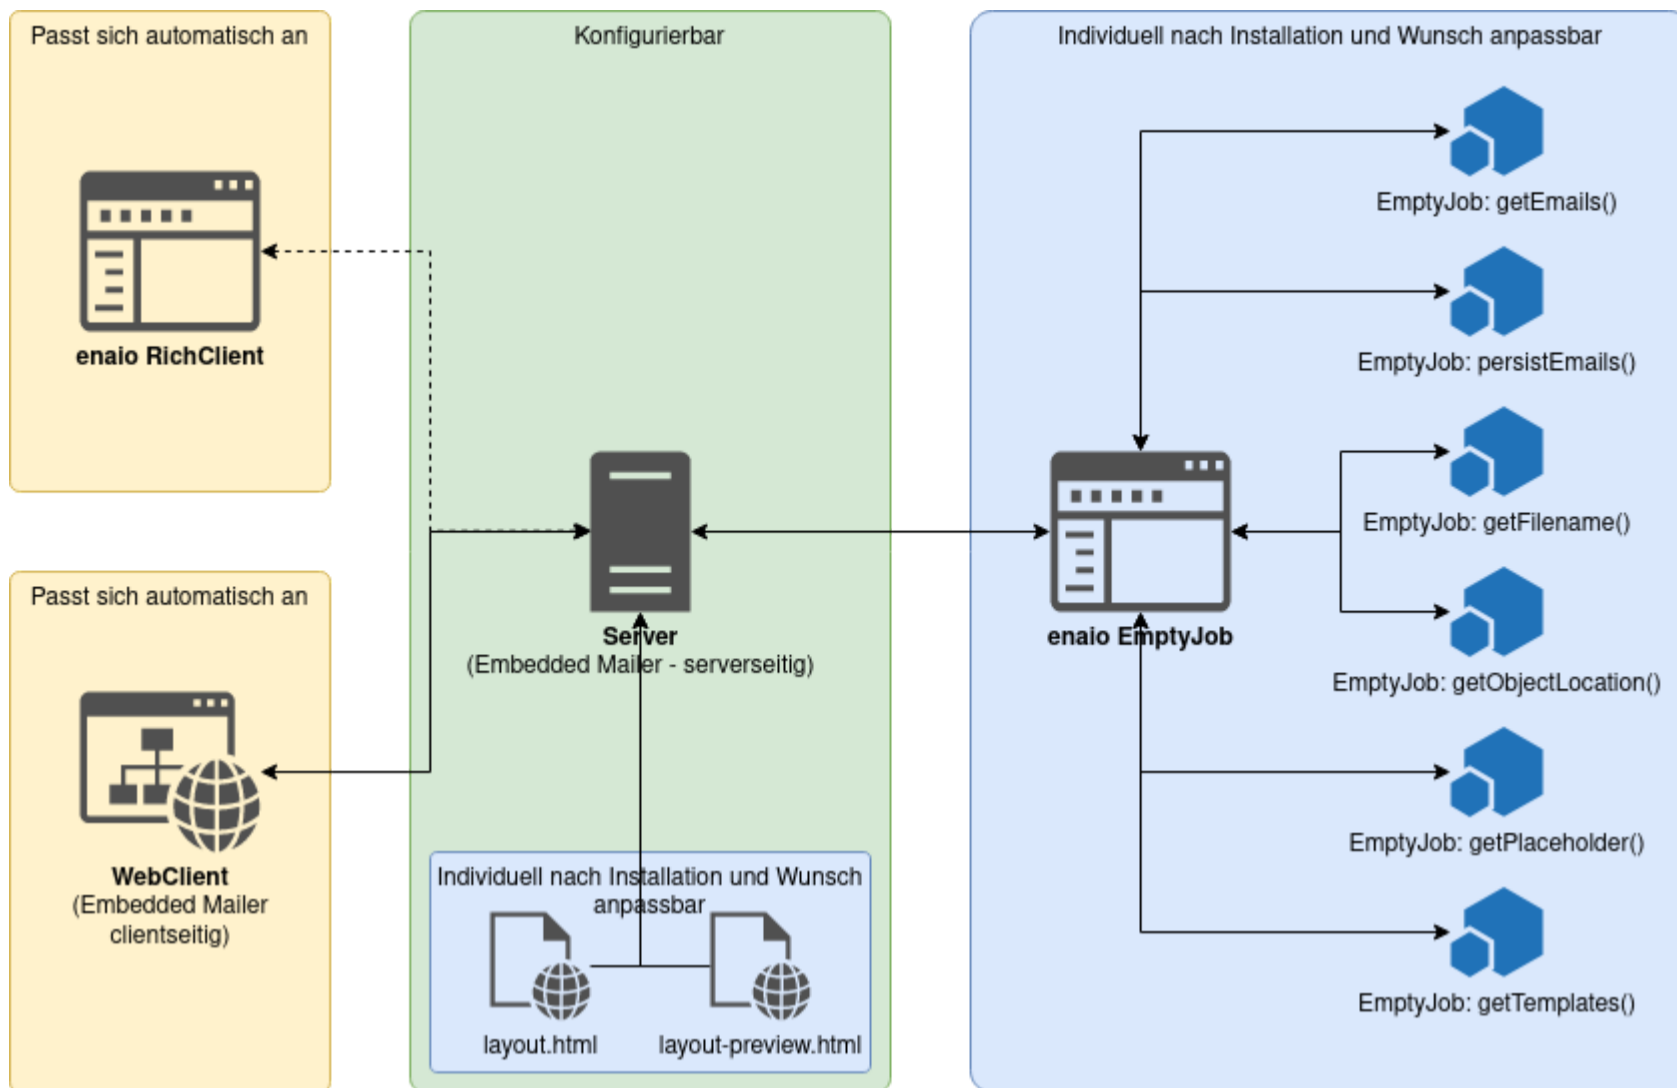 Passt sich automatisch an
enaio RichClient
Passt sich automatisch an
WebClient
(Embedded Mailer
clientseitig)
Konfigurierbar
Server
(Embedded Mailer - serverseitig)
Individuell nach Installation und Wunsch
anpassbar
layout.html
layout-preview.html
Individuell nach Installation und Wunsch anpassbar
enaio EmptyJob
EmptyJob: getEmails()
EmptyJob: persistEmails()
EmptyJob: getFilename()
EmptyJob: getObjectLocation()
EmptyJob: getPlaceholder()
EmptyJob: getTemplates()